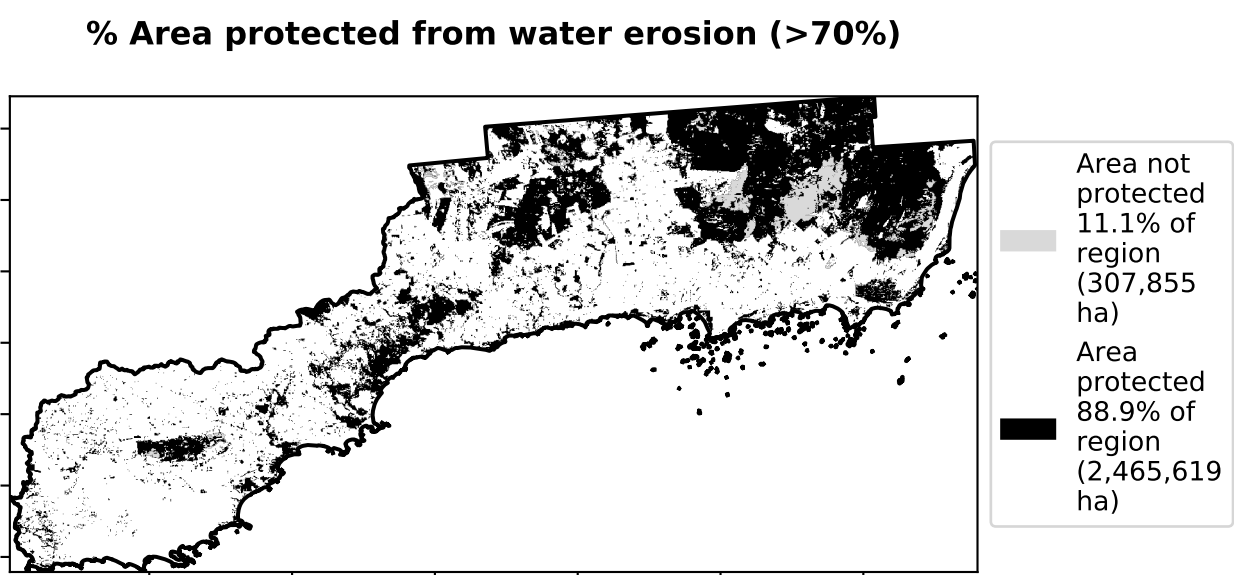 % Area protected from water erosion (>70%)
Area not
protected
11.1% of
region
(307,855
ha)
Area
protected
88.9% of
region
(2,465,619
ha)